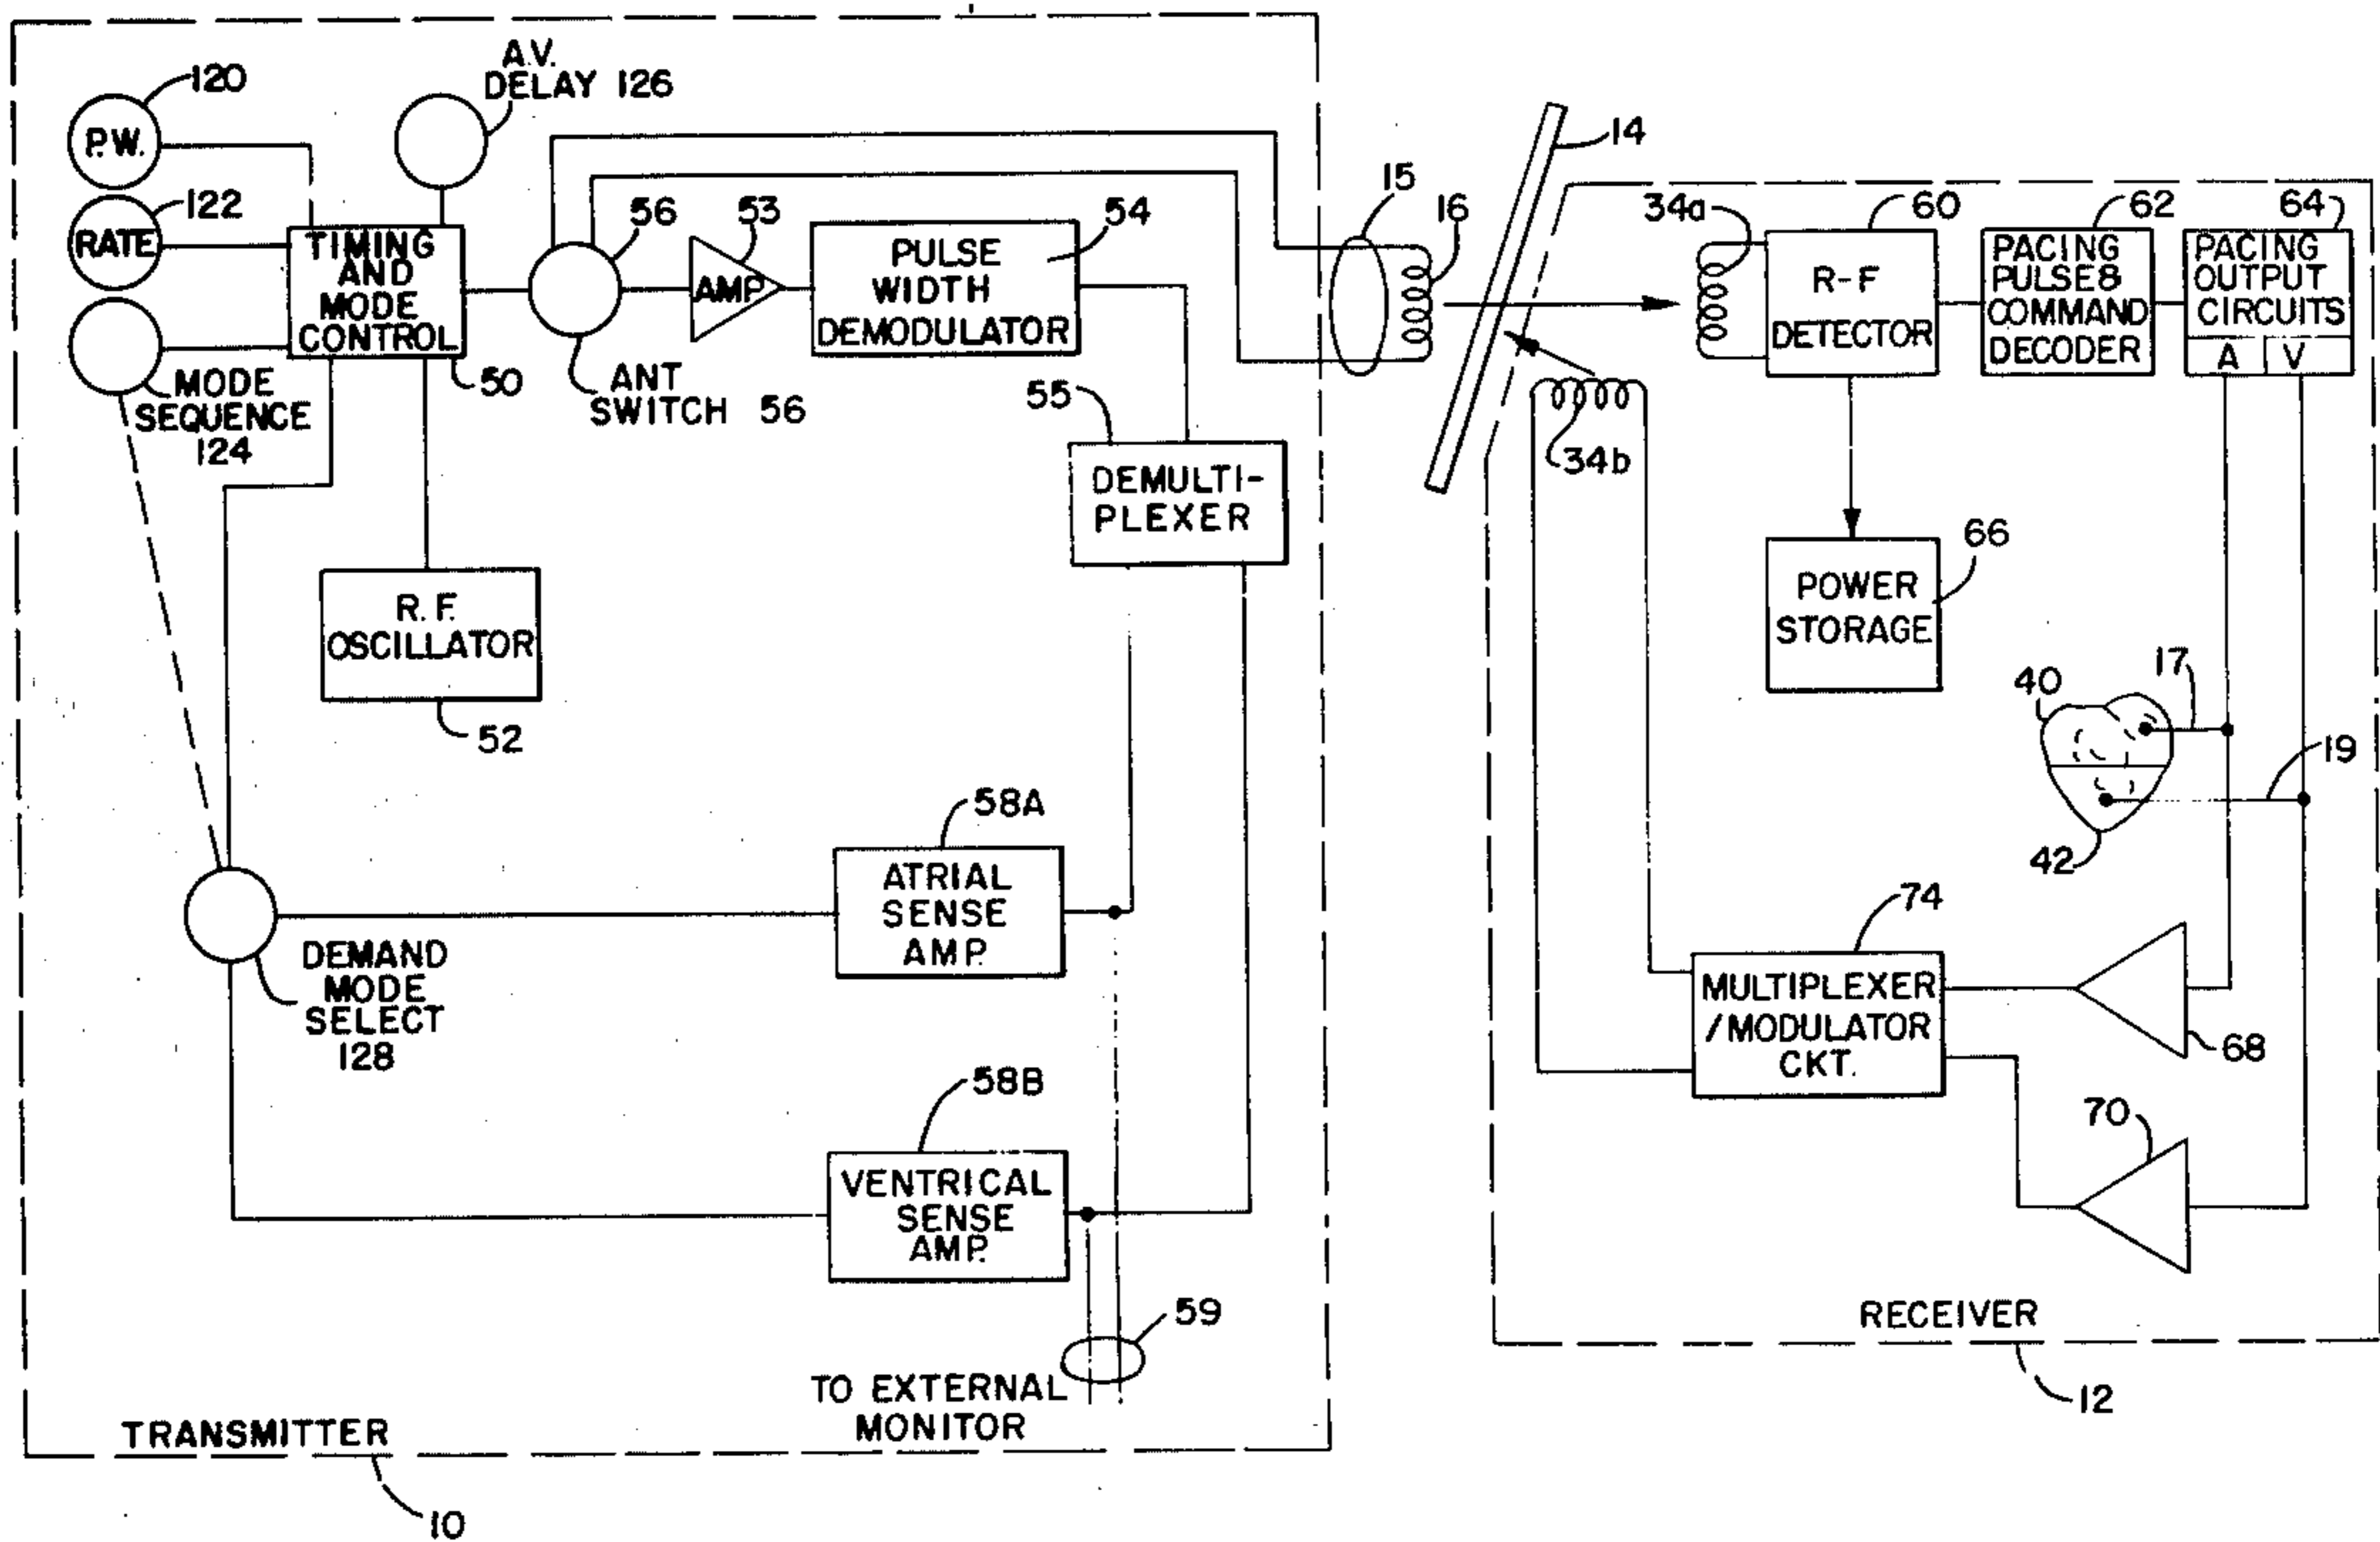 120
P.W.
122
RATE
A.V.
DELAY 126
TIMING
AND
MODE
CONTROL
50
MODE
SEQUENCE
124
56
ANT
SWITCH 56
53
AMP
54
PULSE
WIDTH
DEMODULATOR
55
DEMULTI-
PLEXER
R.F.
OSCILLATOR
52
58A
ATRIAL
SENSE
AMP.
DEMAND
MODE
SELECT
128
58B
VENTRICAL
SENSE
AMP.
59
TO EXTERNAL
MONITOR
TRANSMITTER
10
15
16
14
34a
34b
60
R-F
DETECTOR
62
PACING
PULSE&
COMMAND
DECODER
64
PACING
OUTPUT
CIRCUITS
A V
66
POWER
STORAGE
40
17
19
42
74
MULTIPLEXER
/MODULATOR
CKT.
68
70
RECEIVER
12